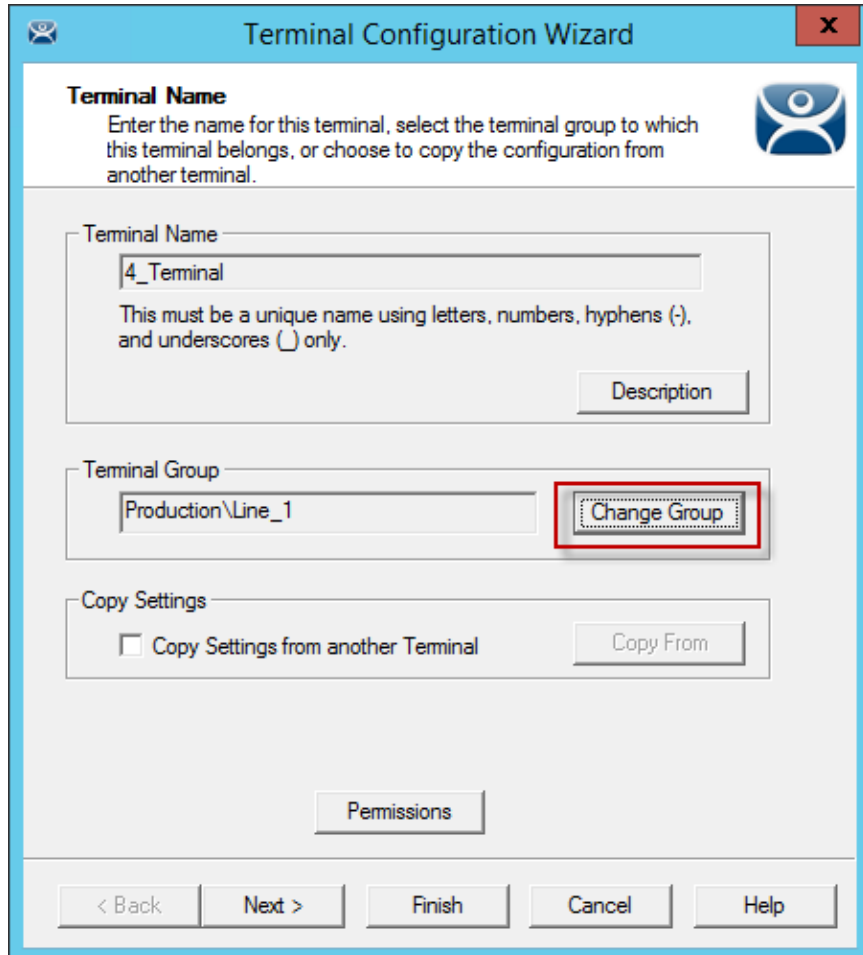 Terminal Configuration Wizard
x
Terminal Name
Enter the name for this terminal, select the terminal group to which
this terminal belongs, or choose to copy the configuration from
another terminal.
Terminal Name
4_Terminal
This must be a unique name using letters, numbers, hyphens (-),
and underscores (_) only.
Description
Terminal Group
Production\Line_1
Change Group
Copy Settings
Copy Settings from another Terminal
Copy From
Permissions
< Back
Next >
Finish
Cancel
Help